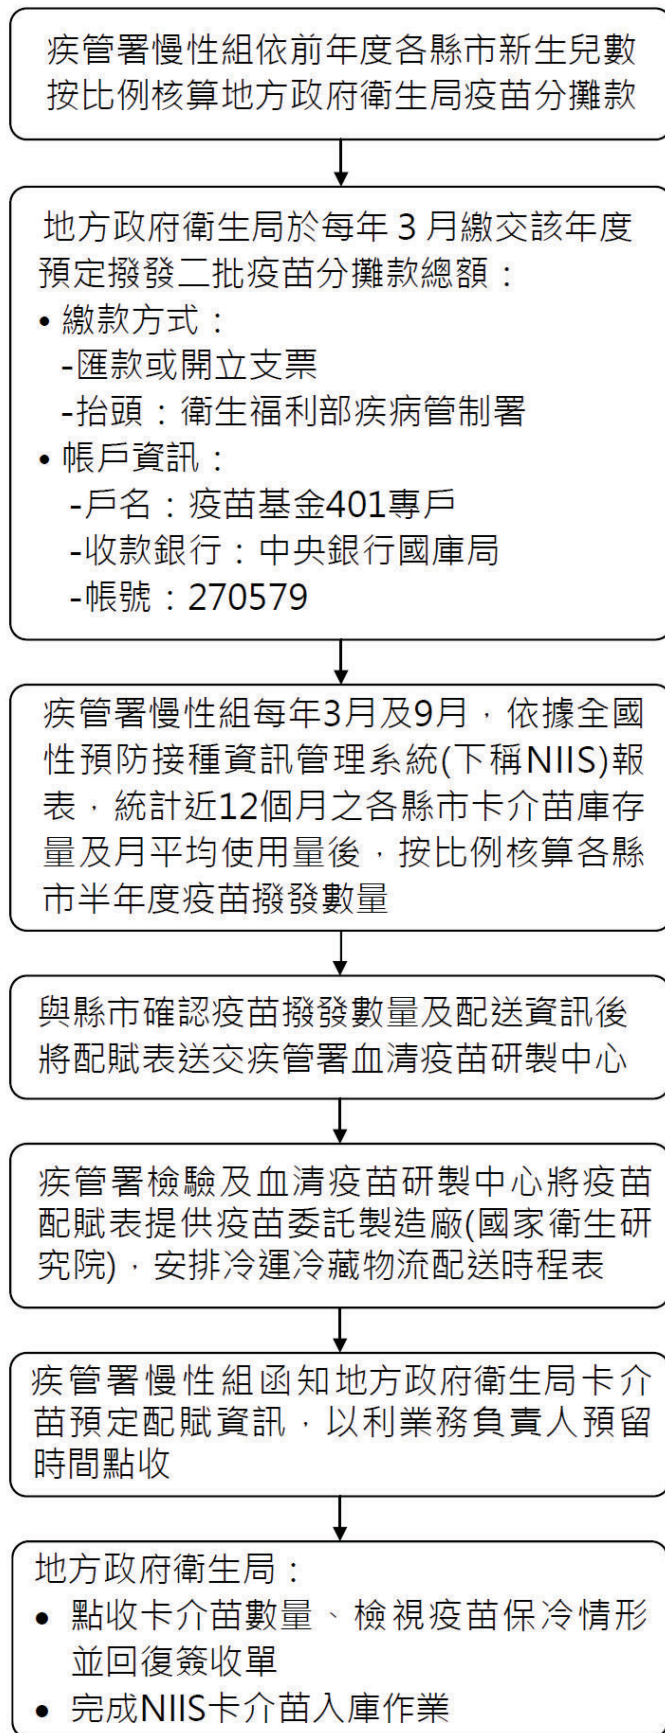 疾管署慢性組依前年度各縣市新生兒數
按比例核算地方政府衛生局疫苗分攤款
地方政府衛生局於每年 3 月繳交該年度
預定撥發二批疫苗分攤款總額：
• 繳款方式：
-匯款或開立支票
-抬頭：衛生福利部疾病管制署
• 帳戶資訊：
-戶名：疫苗基金401專戶
-收款銀行：中央銀行國庫局
-帳號：270579
疾管署慢性組每年3月及9月，依據全國
性預防接種資訊管理系統(下稱NIIS)報
表，統計近12個月之各縣市卡介苗庫存
量及月平均使用量後，按比例核算各縣
市半年度疫苗撥發數量
與縣市確認疫苗撥發數量及配送資訊後
將配賦表送交疾管署血清疫苗研製中心
疾管署檢驗及血清疫苗研製中心將疫苗
配賦表提供疫苗委託製造廠(國家衛生研
究院)，安排冷運冷藏物流配送時程表
疾管署慢性組函知地方政府衛生局卡介
苗預定配賦資訊，以利業務負責人預留
時間點收
地方政府衛生局：
• 點收卡介苗數量、檢視疫苗保冷情形
並回復簽收單
• 完成NIIS卡介苗入庫作業